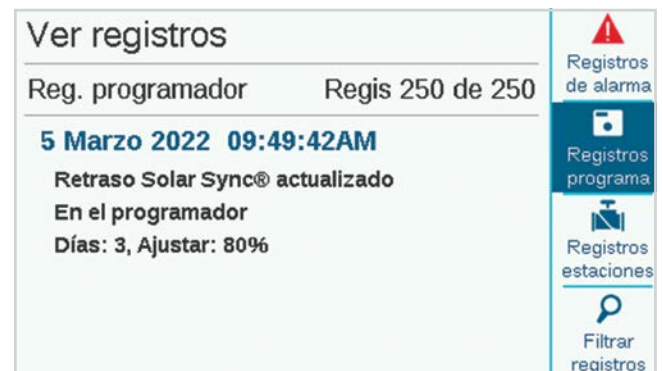 Ver registros
Reg. programador Regis 250 de 250
5 Marzo 2022 09:49:42AM
Retraso Solar Sync® actualizado
En el programador
Días: 3, Ajustar: 80%
Registros
de alarma
Registros
programa
Registros
estaciones
Filtrar
registros